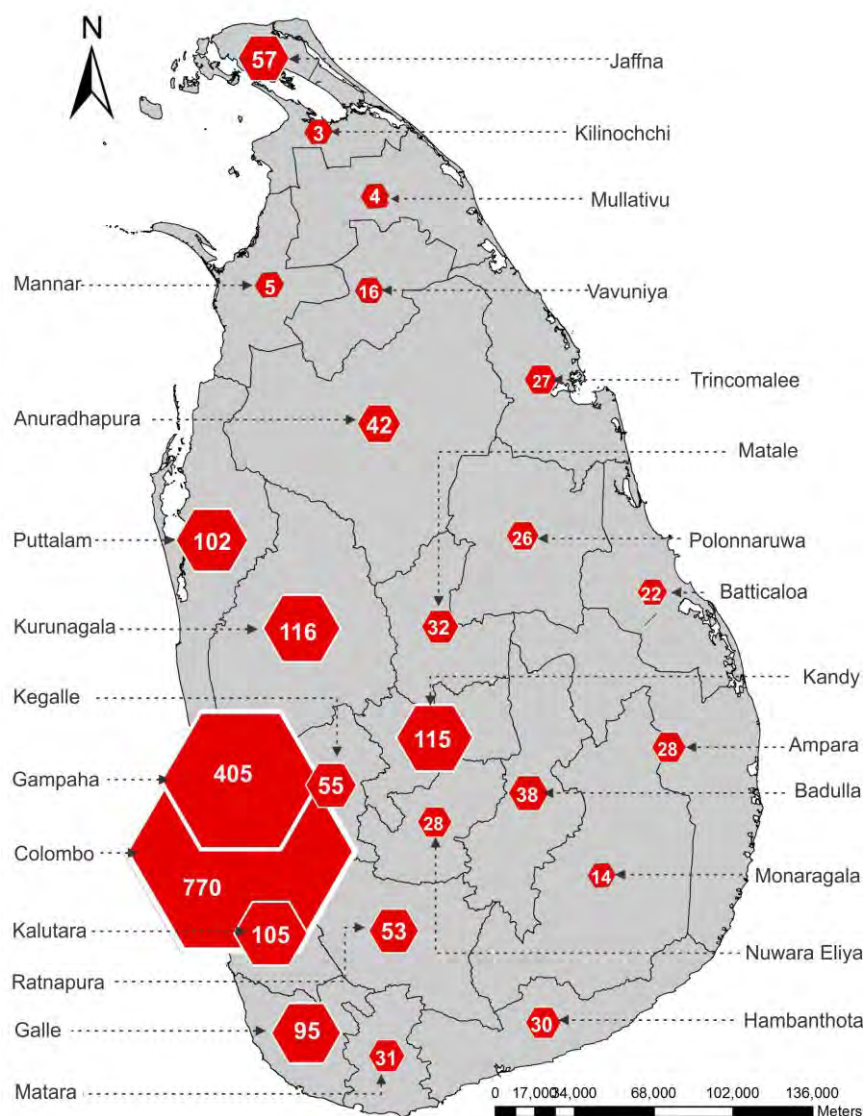 N
57
Jaffna
3
Kilinochchi
4
Mullativu
Mannar
5
16
Vavuniya
27
Trincomalee
Anuradhapura
42
Matale
Puttalam
102
26
Polonnaruwa
22
Batticaloa
Kurunagala
116
32
Kegalle
Kandy
115
Ampara
28
Gampaha
405
55
38
Badulla
28
Colombo
770
14
Monaragala
Kalutara
105
53
Nuwara Eliya
Ratnapura
Galle
95
30
Hambanthota
31
Matara
0 17,000 34,000 68,000 102,000 136,000
Meters